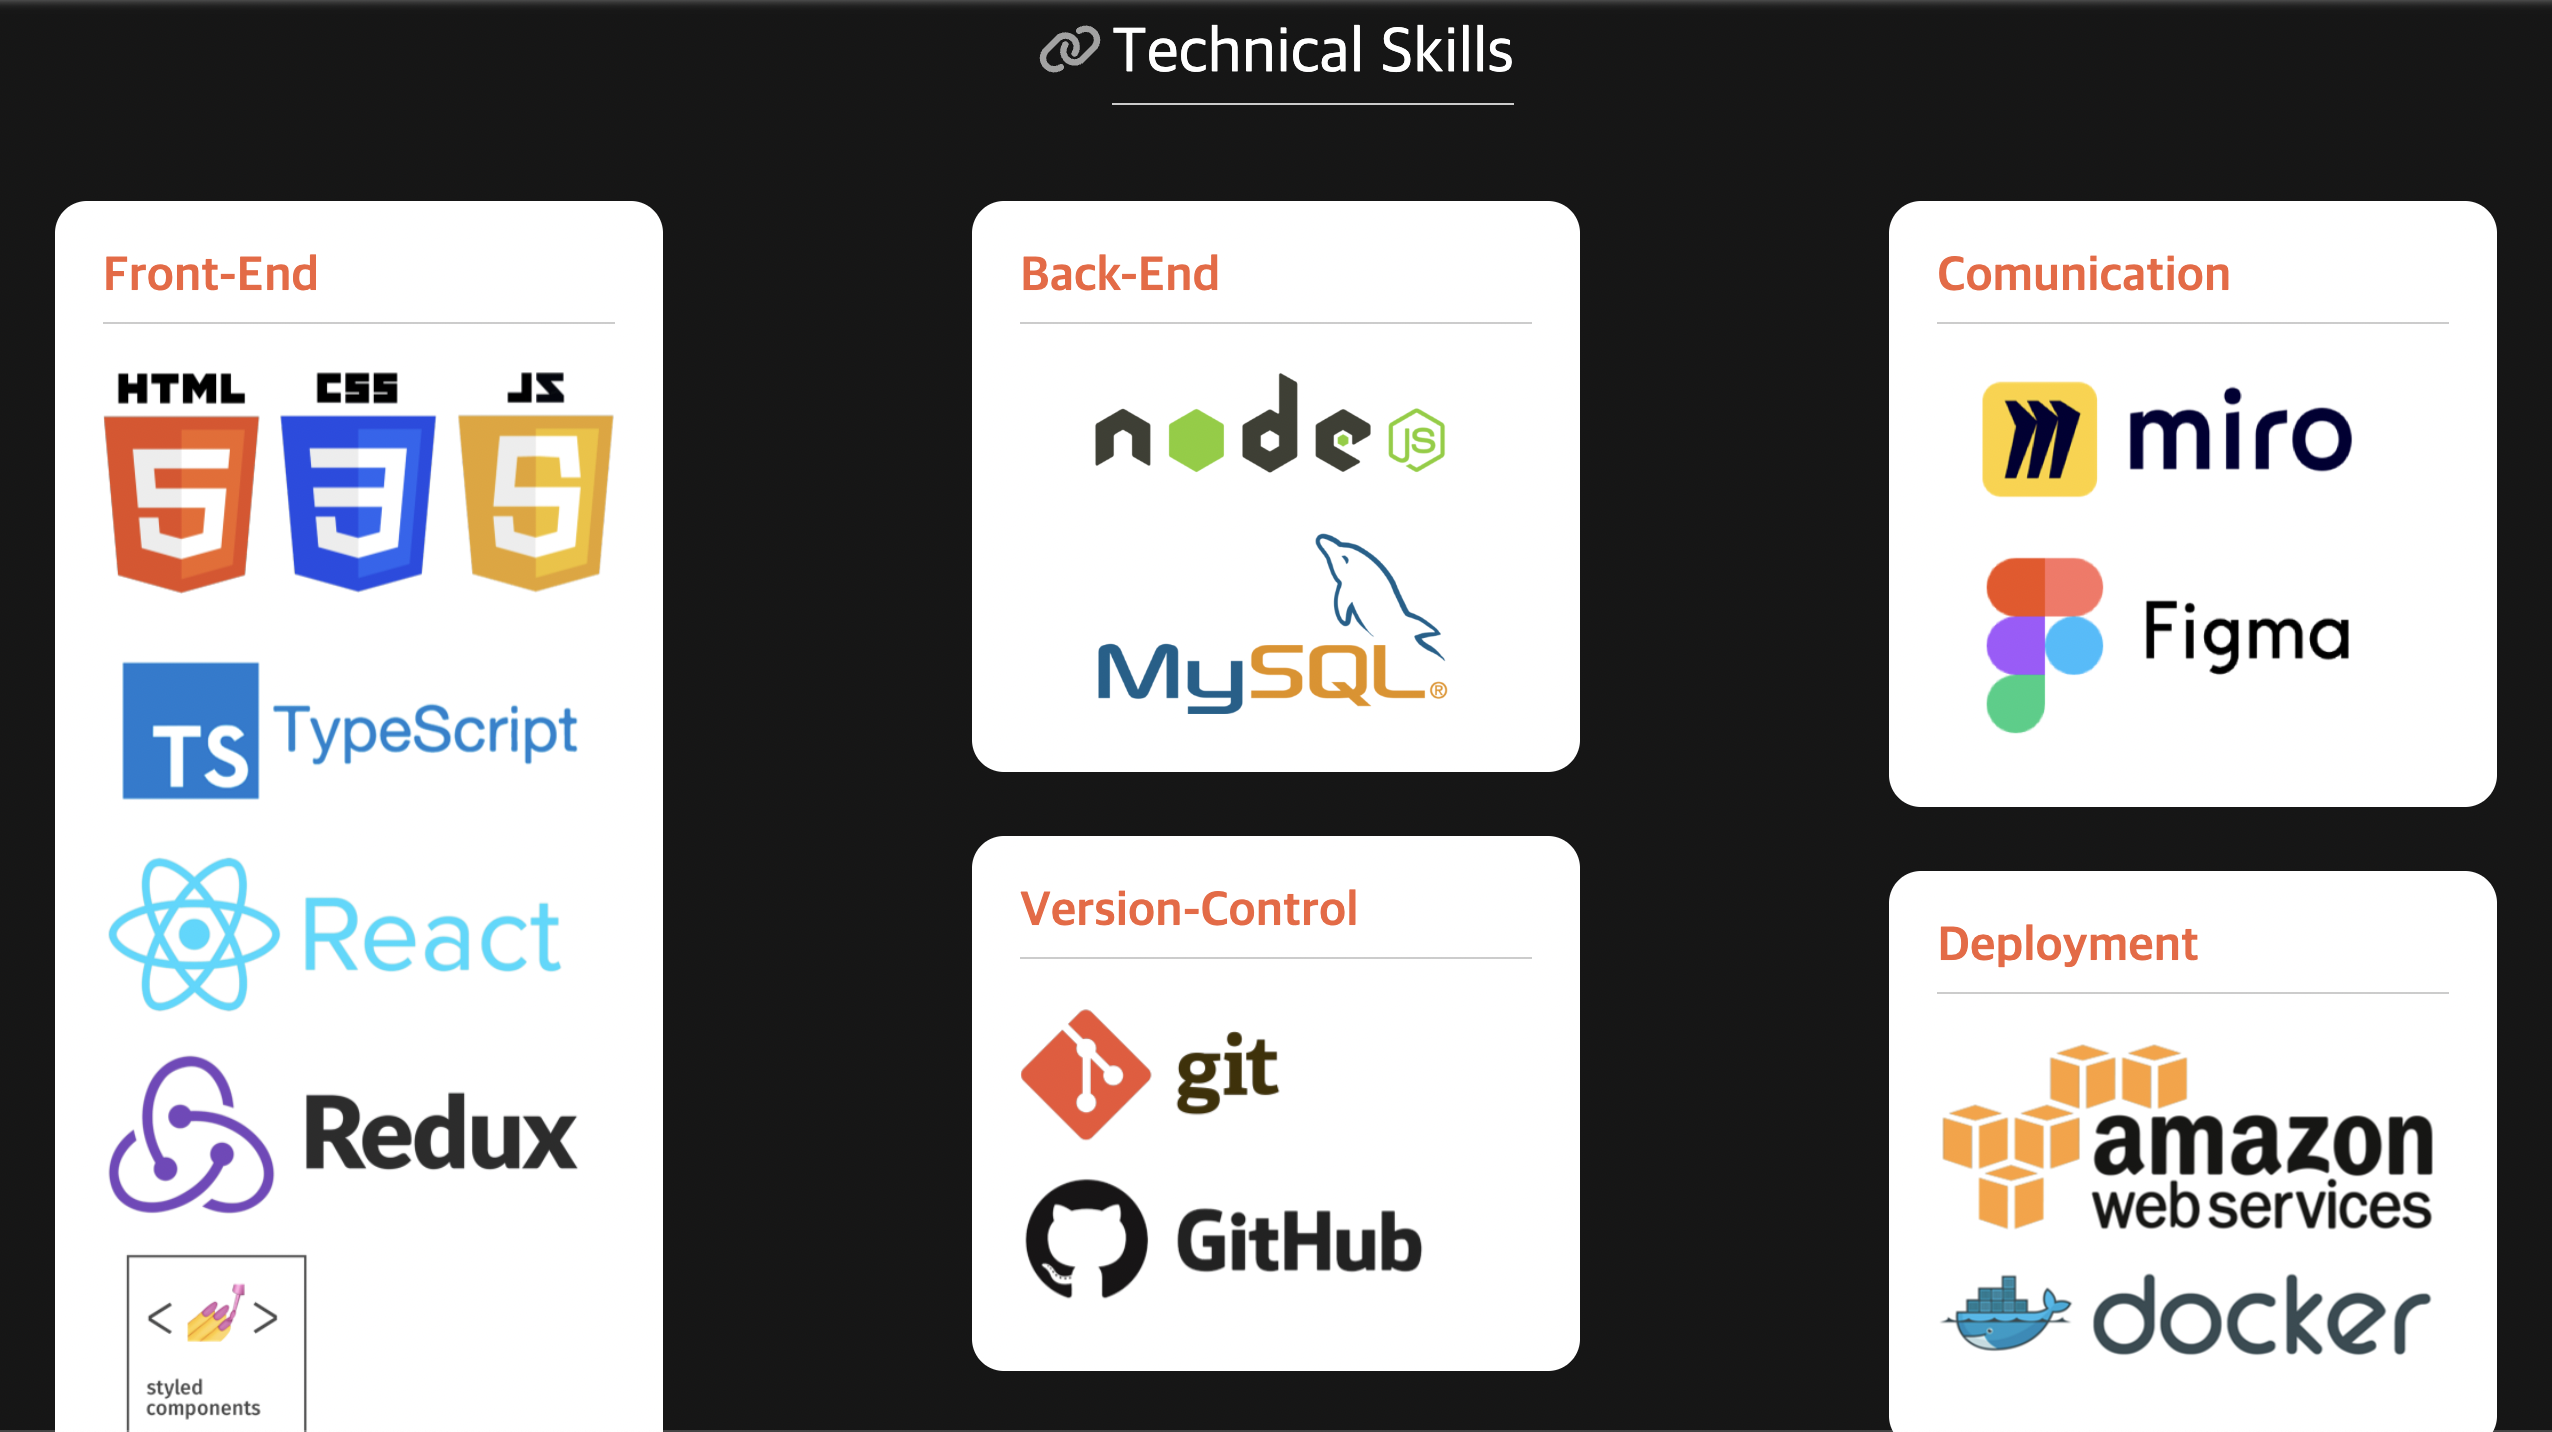 Technical Skills
Front-End
HTML CSS JS
5 3 5
TS TypeScript
React
Redux
< >
styled
components
Back-End
node JS
MySQL®
Version-Control
git
GitHub
Comunication
miro
Figma
Deployment
amazon
web services
docker